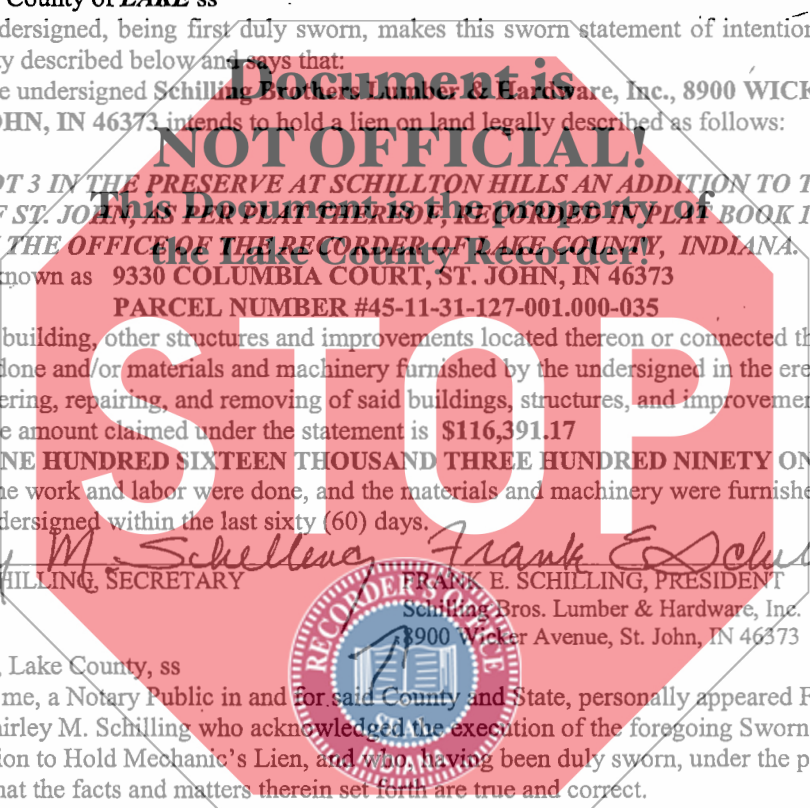 County of LAKE ss
dersigned, being first duly sworn, makes this sworn statement of intention
y described below and says that:
e undersigned Schilling Brothers Lumber & Hardware, Inc., 8900 WICK
OHN, IN 46373 intends to hold a lien on land legally described as follows:
Document is
NOT OFFICIAL!
This Document is the property of
the Lake County Recorder!
OT 3 IN THE PRESERVE AT SCHILLTON HILLS AN ADDITION TO T
F ST. JOHN, AS PER PLAT THEREOF, RECORDED IN PLAT BOOK
THE OFFICE OF THE RECORDER OF LAKE COUNTY, INDIANA.
nown as 9330 COLUMBIA COURT, ST. JOHN, IN 46373
PARCEL NUMBER #45-11-31-127-001.000-035
STOP
building, other structures and improvements located thereon or connected th
done and/or materials and machinery furnished by the undersigned in the ere
ering, repairing, and removing of said buildings, structures, and improvemen
e amount claimed under the statement is $116,391.17
NE HUNDRED SIXTEEN THOUSAND THREE HUNDRED NINETY ON
he work and labor were done, and the materials and machinery were furnishe
dersigned within the last sixty (60) days.
y M. Schilling Frank E Schil
HILLING, SECRETARY FRANK E. SCHILLING, PRESIDENT
Schilling Bros. Lumber & Hardware, Inc.
8900 Wicker Avenue, St. John, IN 46373
RECORDER'S OFFICE
SEAL
INDIANA
, Lake County, ss
me, a Notary Public in and for said County and State, personally appeared F
irley M. Schilling who acknowledged the execution of the foregoing Sworn
ion to Hold Mechanic's Lien, and who, having been duly sworn, under the p
hat the facts and matters therein set forth are true and correct.